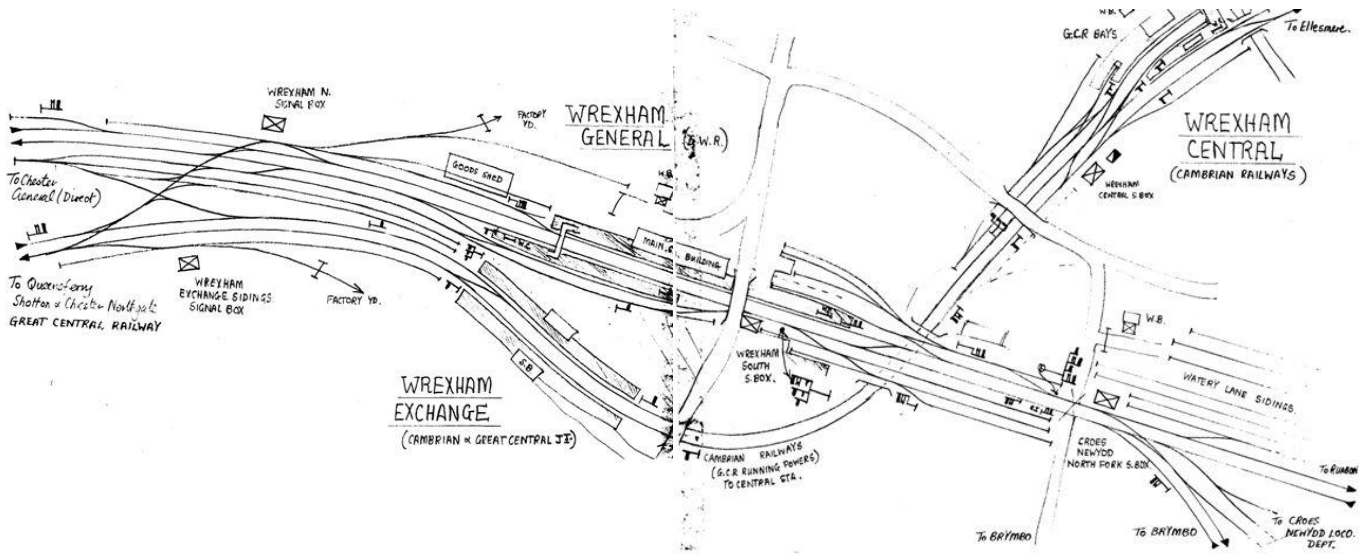 WREXHAM N.
SIGNAL BOX
FACTORY
YD.
WREXHAM
GENERAL (G.W.R.)
GOODS SHED
W.B.
To Chester
General (Direct)
W.C.
MAIN BUILDING
To Queensferry
Shotton & Chester Northgate
GREAT CENTRAL RAILWAY
WREXHAM
EXCHANGE SIDINGS
SIGNAL BOX
FACTORY YD.
S.B
WREXHAM
EXCHANGE
(CAMBRIAN & GREAT CENTRAL JT.)
W.B.
G.C.R BAYS
To Ellesmere.
WREXHAM
CENTRAL
(CAMBRIAN RAILWAYS)
WREXHAM
CENTRAL S.BOX
WREXHAM
SOUTH
S.BOX.
W.B.
WATERY LANE SIDINGS.
CAMBRIAN RAILWAYS
(G.C.R RUNNING POWERS)
TO CENTRAL STA.
CROES
NEWYDD
NORTH FORK S.BOX.
To RUABON
To BRYMBO
To BRYMBO
To CROES
NEWYDD LOCO.
DEPT.